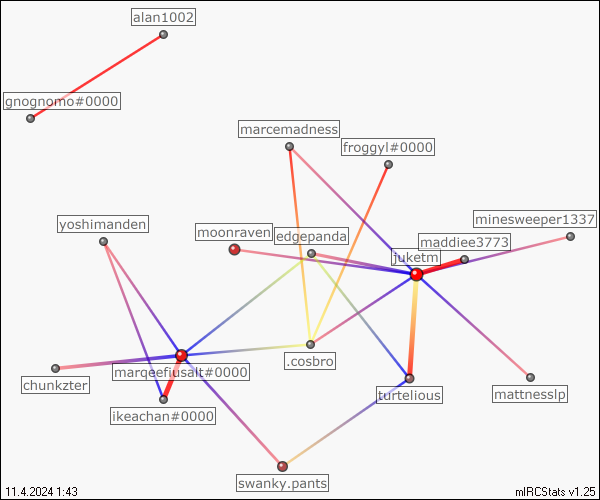 alan1002
gnognomo#0000
marcemadness
froggyl#0000
yoshimanden
minesweeper1337
moonraven
edgepanda
maddiee3773
juketm
.cosbro
marqeefiusalt#0000
chunkzter
turtelious
mattnesslp
ikeachan#0000
swanky.pants
11.4.2024 1:43
mIRCStats v1.25